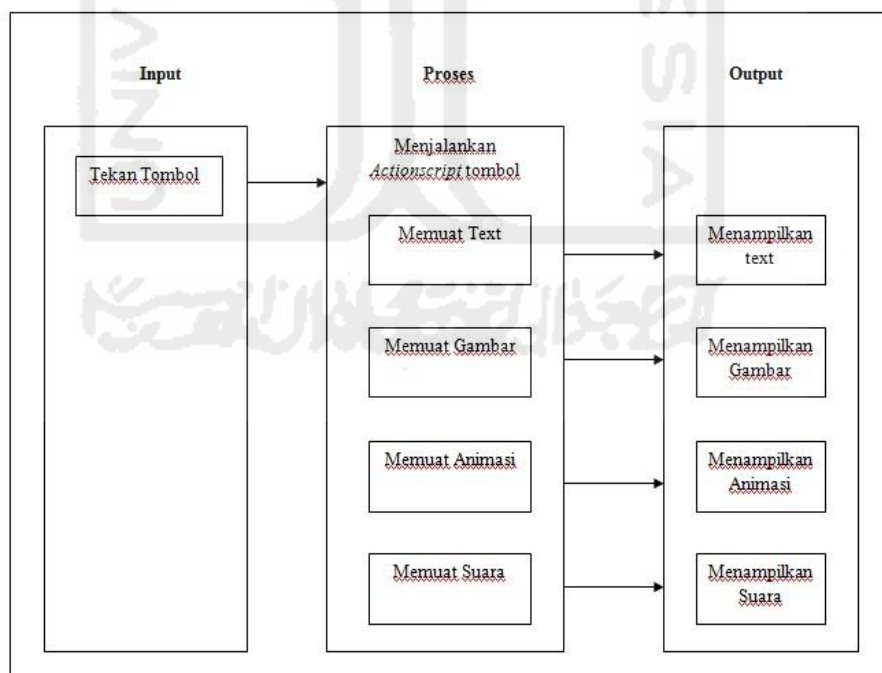 Input
Proses
Output
Tekan Tombol
Menjalankan
Actionscript tombol
Memuat Text
Memuat Gambar
Memuat Animasi
Memuat Suara
Menampilkan
text
Menampilkan
Gambar
Menampilkan
Animasi
Menampilkan
Suara